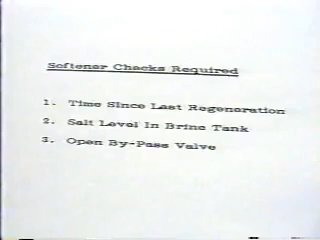 Softener Checks Required
1. Time Since Last Regeneration
2. Salt Level In Brine Tank
3. Open By-Pass Valve